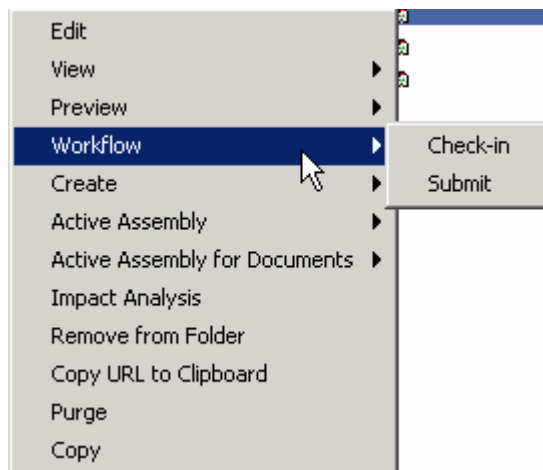 Edit
View
Preview
Workflow
Check-in
Create
Submit
Active Assembly
Active Assembly for Documents
Impact Analysis
Remove from Folder
Copy URL to Clipboard
Purge
Copy